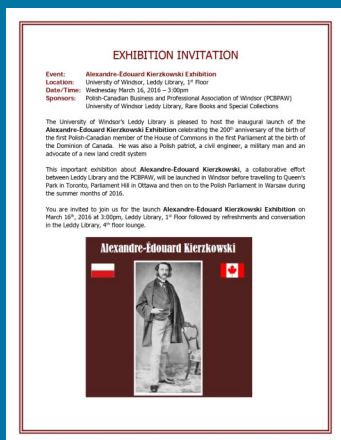 EXHIBITION INVITATION
Event: Alexandre-Édouard Kierzkowski Exhibition
Location: University of Windsor, Leddy Library, 1st Floor
Date/Time: Wednesday March 16, 2016 – 3:00pm
Sponsors: Polish-Canadian Business and Professional Association of Windsor (PCBPAW)
University of Windsor Leddy Library, Rare Books and Special Collections
The University of Windsor's Leddy Library is pleased to host the inaugural launch of the
Alexandre-Edouard Kierzkowski Exhibition celebrating the 200th anniversary of the birth of
the first Polish-Canadian member of the House of Commons in the first Parliament at the birth of
the Dominion of Canada. He was also a Polish patriot, a civil engineer, a military man and an
advocate of a new land credit system
This important exhibition about Alexandre-Edouard Kierzkowski, a collaborative effort
between Leddy Library and the PCBPAW, will be launched in Windsor before travelling to Queen's
Park in Toronto, Parliament Hill in Ottawa and then on to the Polish Parliament in Warsaw during
the summer months of 2016.
You are invited to join us for the launch Alexandre-Edouard Kierzkowski Exhibition on
March 16th, 2016 at 3:00pm, Leddy Library, 1st Floor followed by refreshments and conversation
in the Leddy Library, 4th floor lounge.
Alexandre-Édouard Kierzkowski